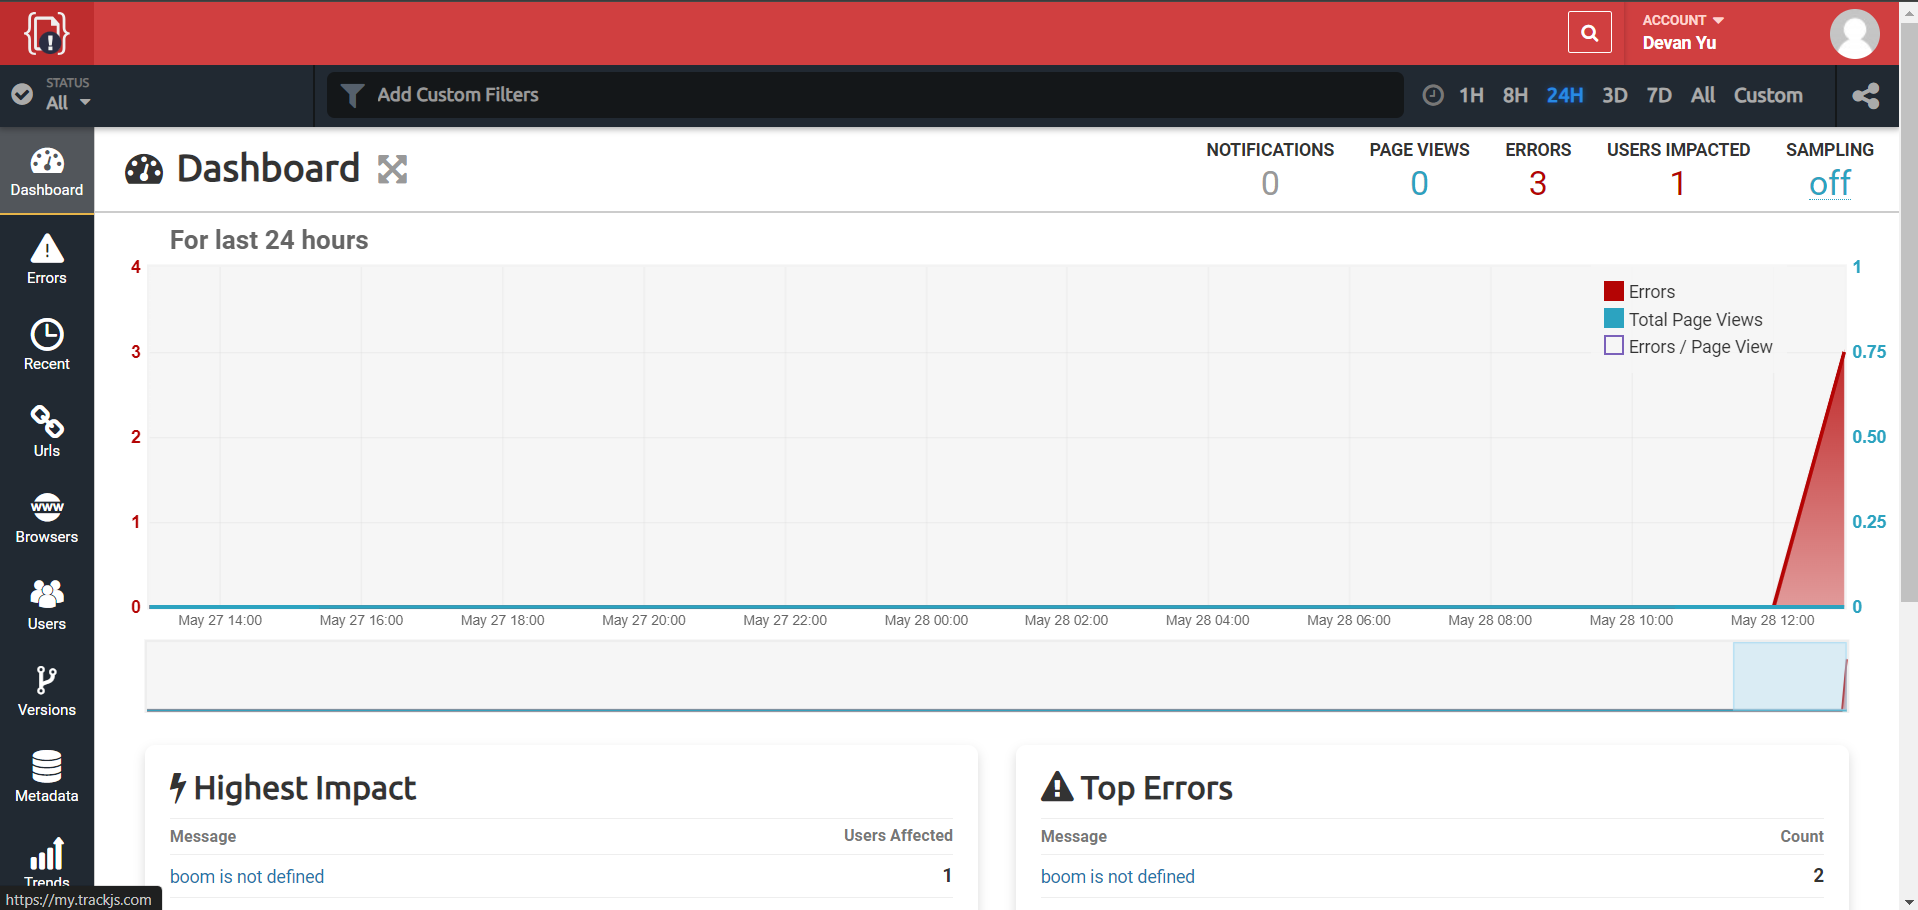 ACCOUNT
Devan Yu
STATUS
All
Add Custom Filters
1H 8H 24H 3D 7D All Custom
Dashboard
Errors
Recent
Urls
www
Browsers
Users
Versions
Metadata
Trends
https://my.trackjs.com
Dashboard
NOTIFICATIONS
0
PAGE VIEWS
0
ERRORS
3
USERS IMPACTED
1
SAMPLING
off
For last 24 hours
4
3
2
1
0
Errors
Total Page Views
Errors / Page View
1
0.75
0.50
0.25
0
May 27 14:00 May 27 16:00 May 27 18:00 May 27 20:00 May 27 22:00 May 28 00:00 May 28 02:00 May 28 04:00 May 28 06:00 May 28 08:00 May 28 10:00 May 28 12:00
Highest Impact
Message Users Affected
boom is not defined 1
Top Errors
Message Count
boom is not defined 2